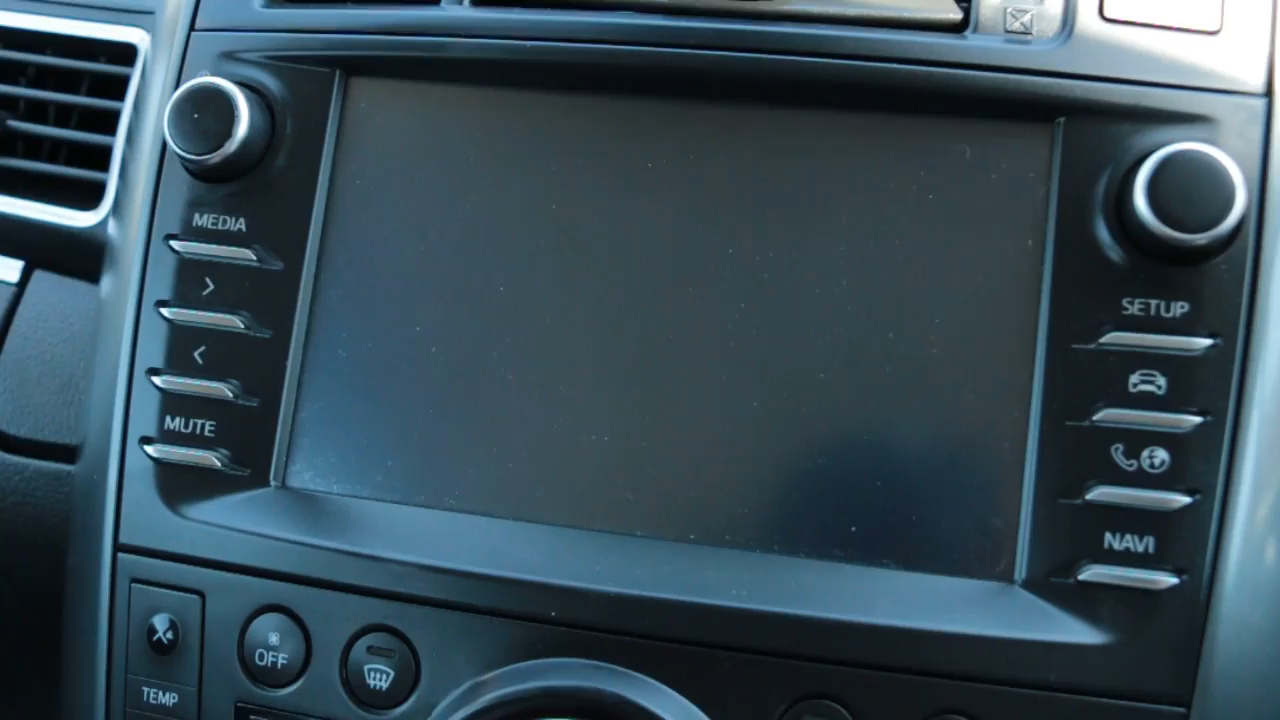 MEDIA
>
<
MUTE
SETUP
NAVI
OFF
TEMP